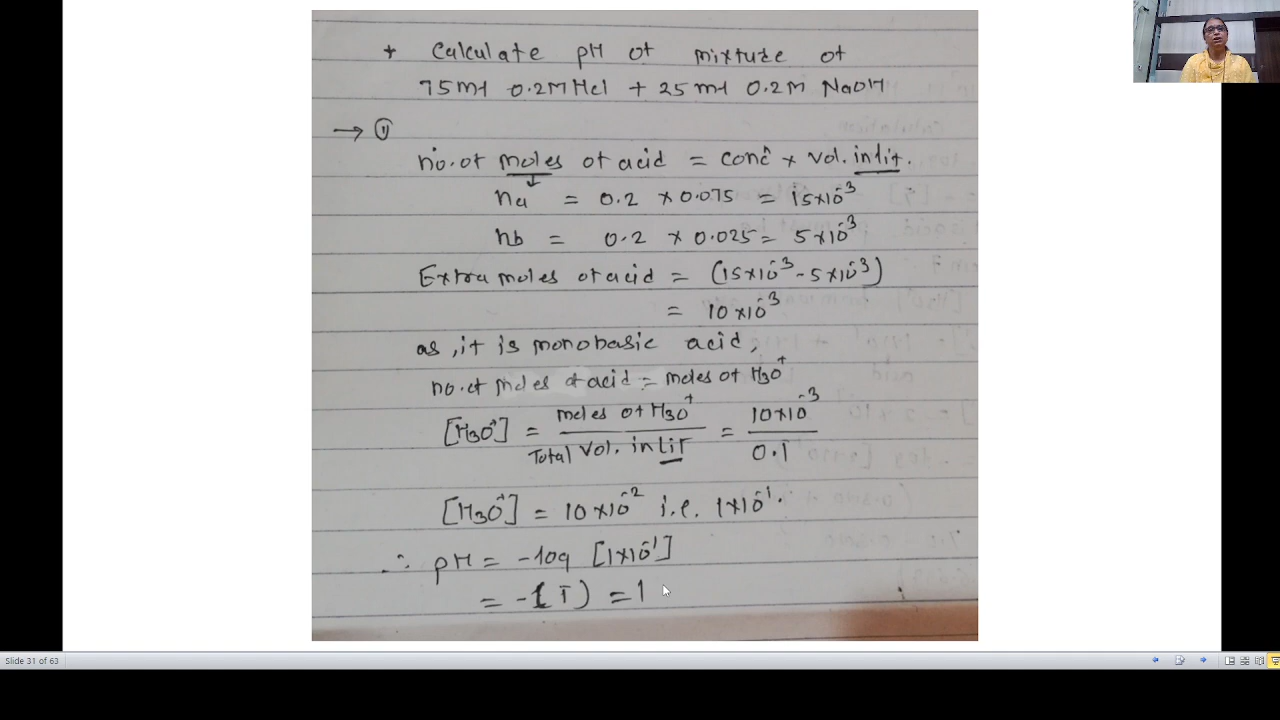 + Calculate pH of mixture of
75 ml 0.2M HCl + 25 ml 0.2M NaOH
→ ①
no. of moles of acid = conc × vol. in lit.
na = 0.2 × 0.075 = 15×10⁻³
nb = 0.2 × 0.025 = 5×10⁻³
Extra moles of acid = (15×10⁻³ - 5×10⁻³)
= 10×10⁻³
as, it is monobasic acid,
no. of moles of acid = moles of H3O⁺
[H3O⁺] = moles of H3O⁺ / Total Vol. in Lit = 10×10⁻³ / 0.1
[H3O⁺] = 10×10⁻² i.e. 1×10⁻¹.
∴ pH = -log [1×10⁻¹]
= -(1̄) = 1
Slide 31 of 63